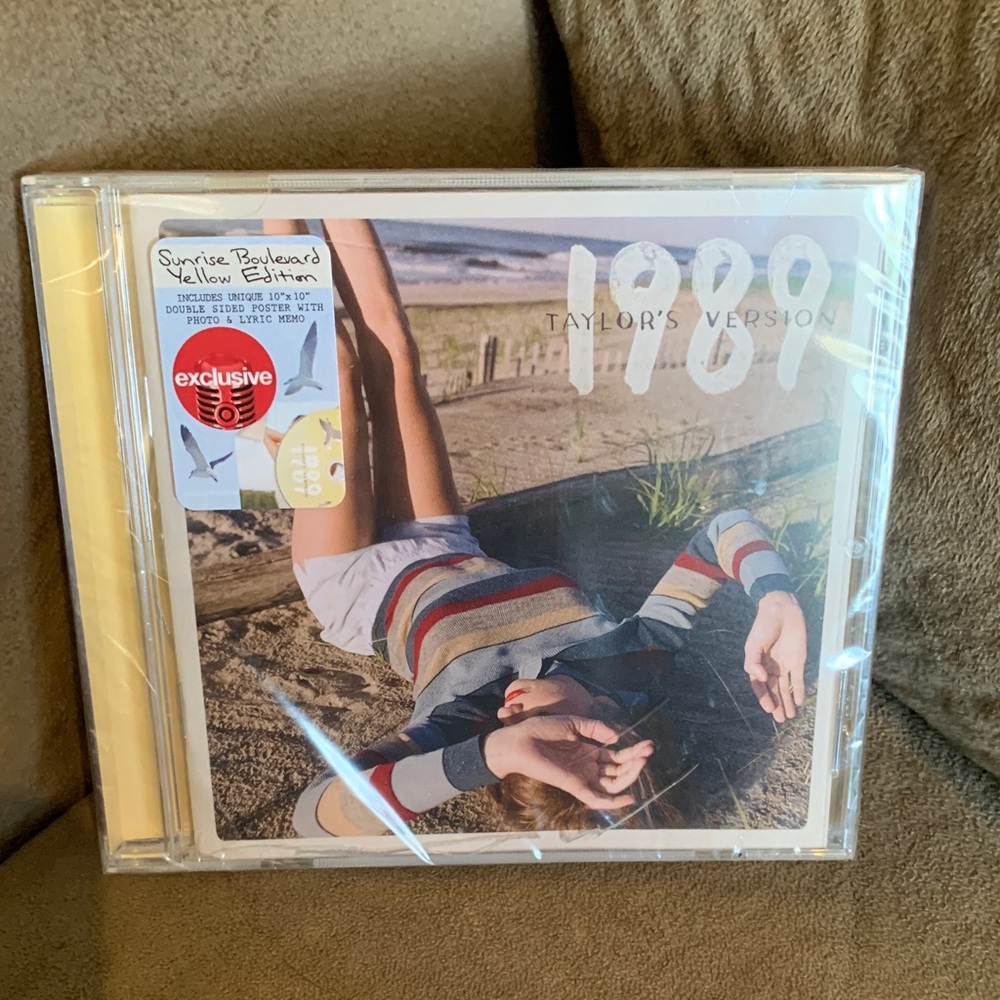 Sunrise Boulevard
Yellow Edition
INCLUDES UNIQUE 10"x10"
DOUBLE SIDED POSTER WITH
PHOTO & LYRIC MEMO
exclusive
1989
1989
TAYLOR'S VERSION